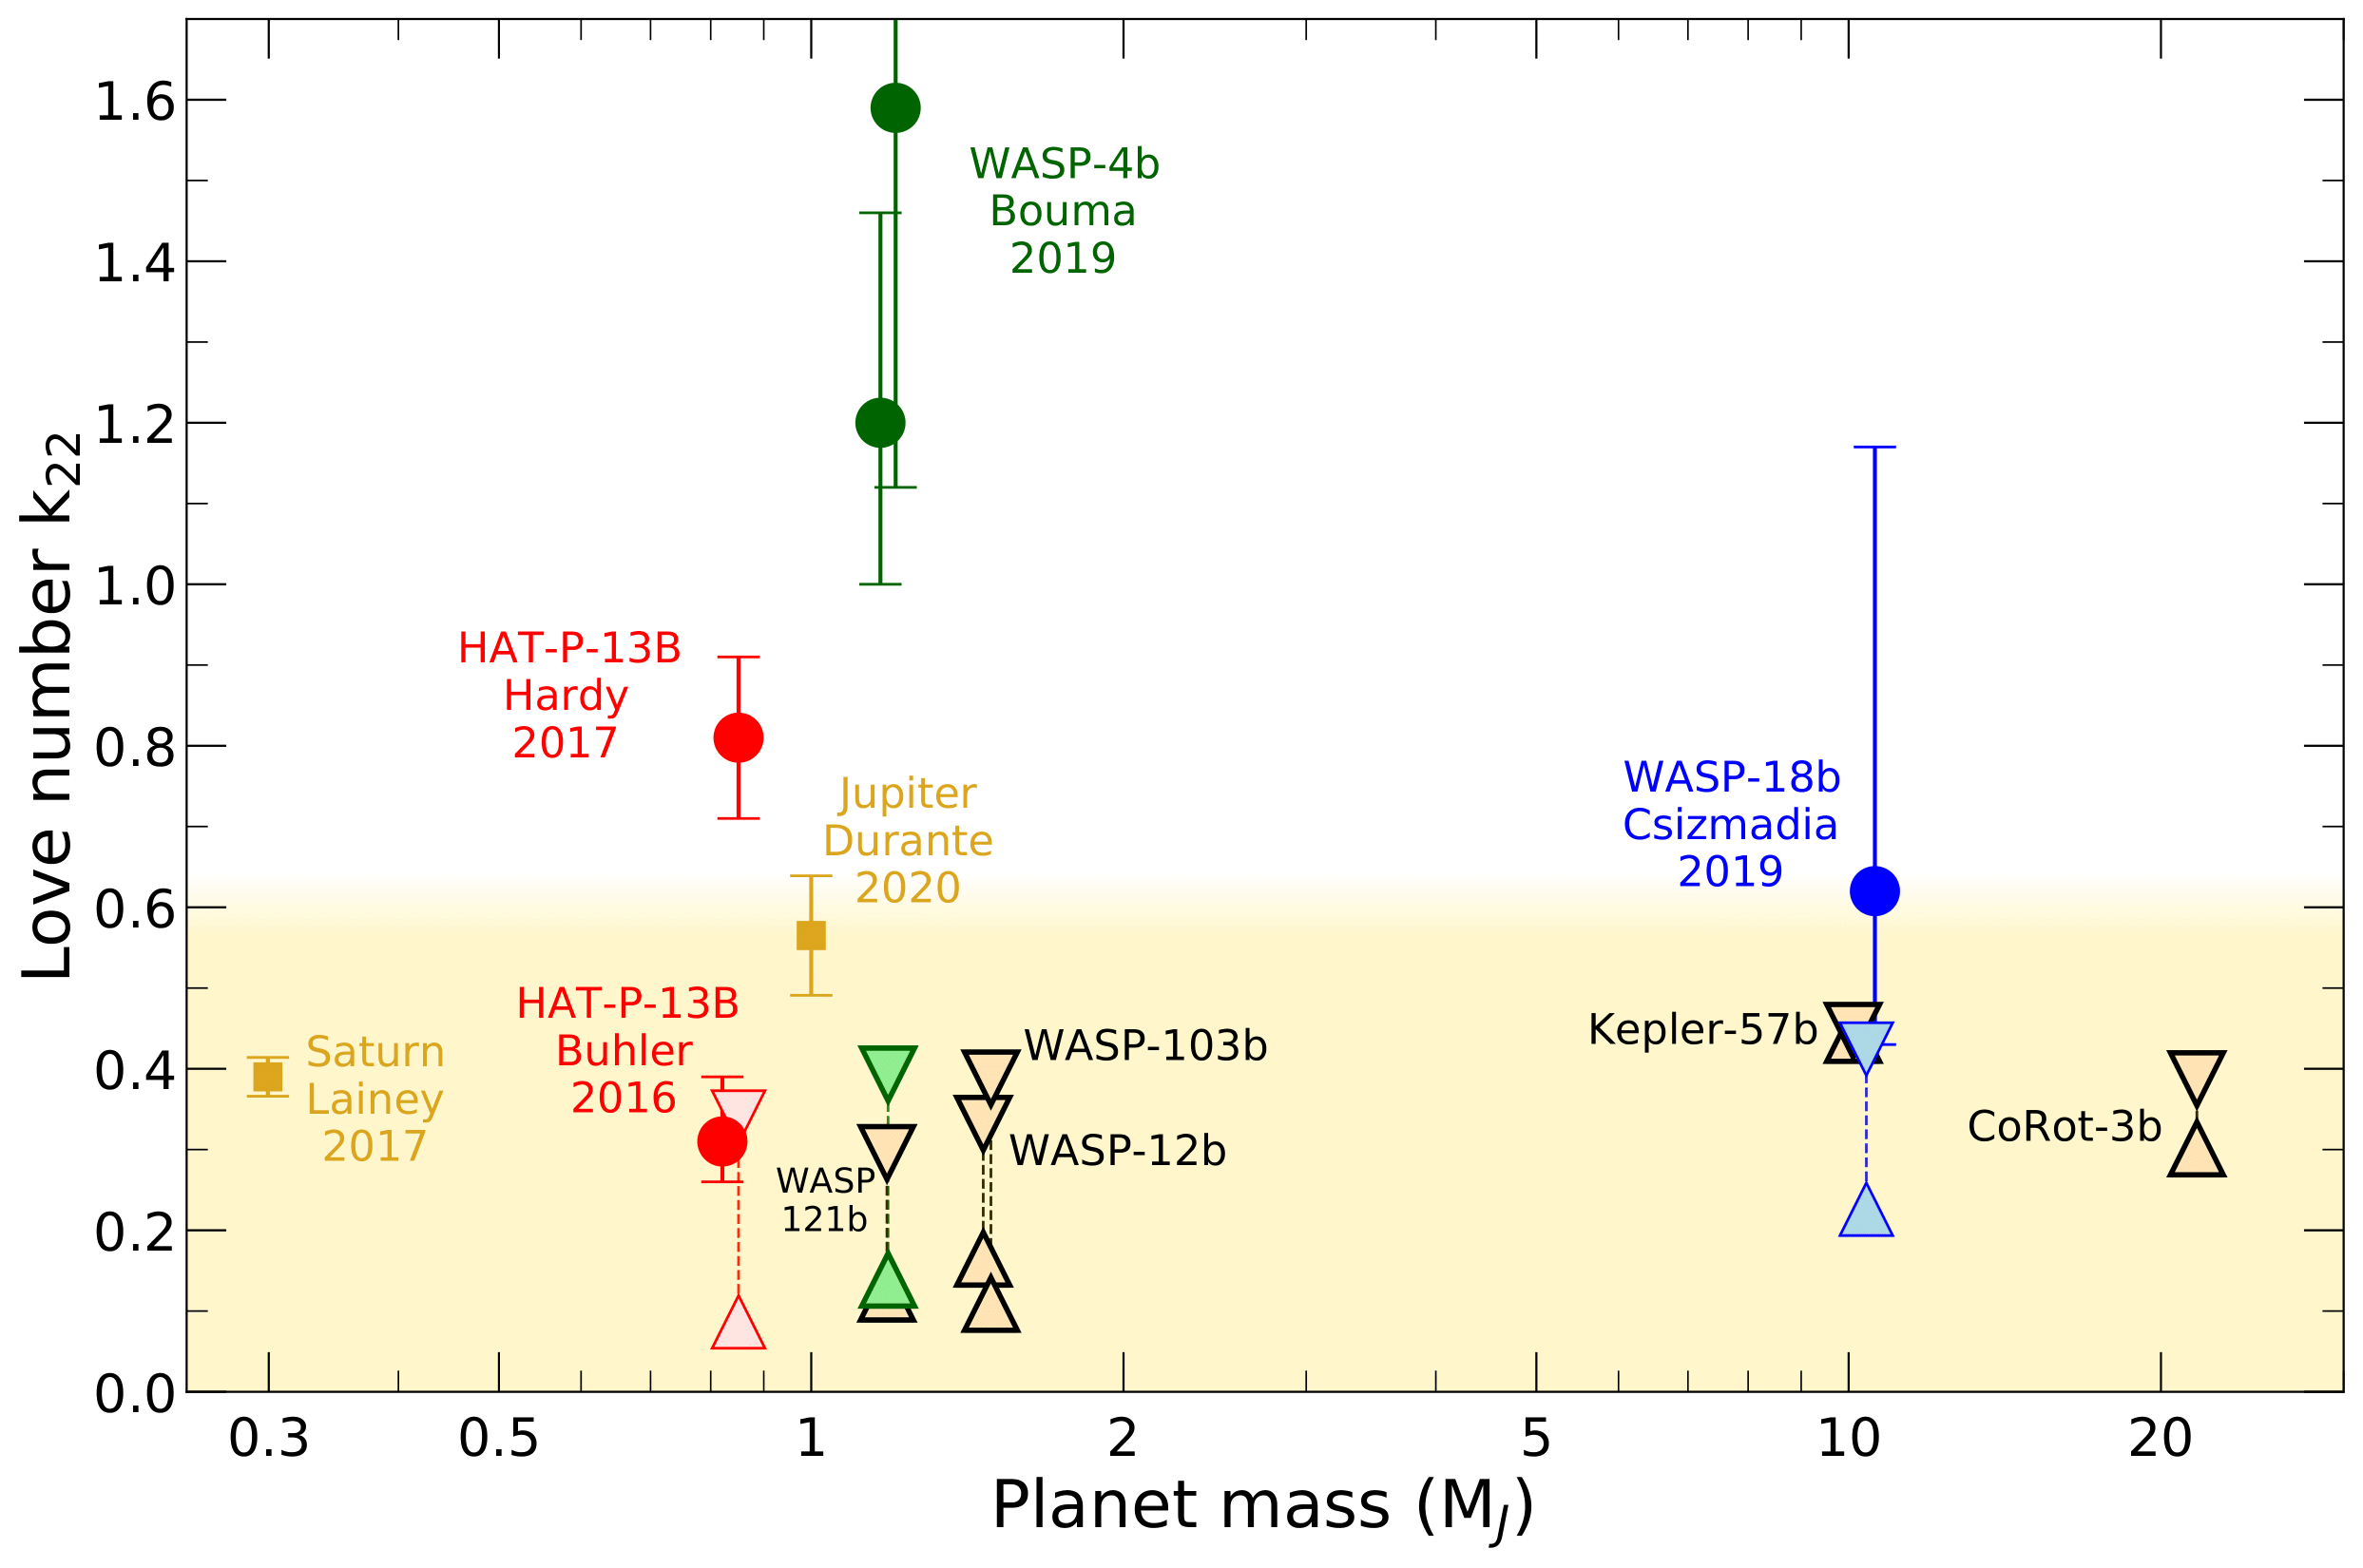 Love number k22
1.6
1.4
1.2
1.0
0.8
0.6
0.4
0.2
0.0
WASP-4b
Bouma
2019
HAT-P-13B
Hardy
2017
Jupiter
Durante
2020
WASP-18b
Csizmadia
2019
HAT-P-13B
Buhler
2016
Saturn
Lainey
2017
WASP-103b
WASP-12b
WASP
121b
Kepler-57b
CoRot-3b
0.3 0.5 1 2 5 10 20
Planet mass (MJ)